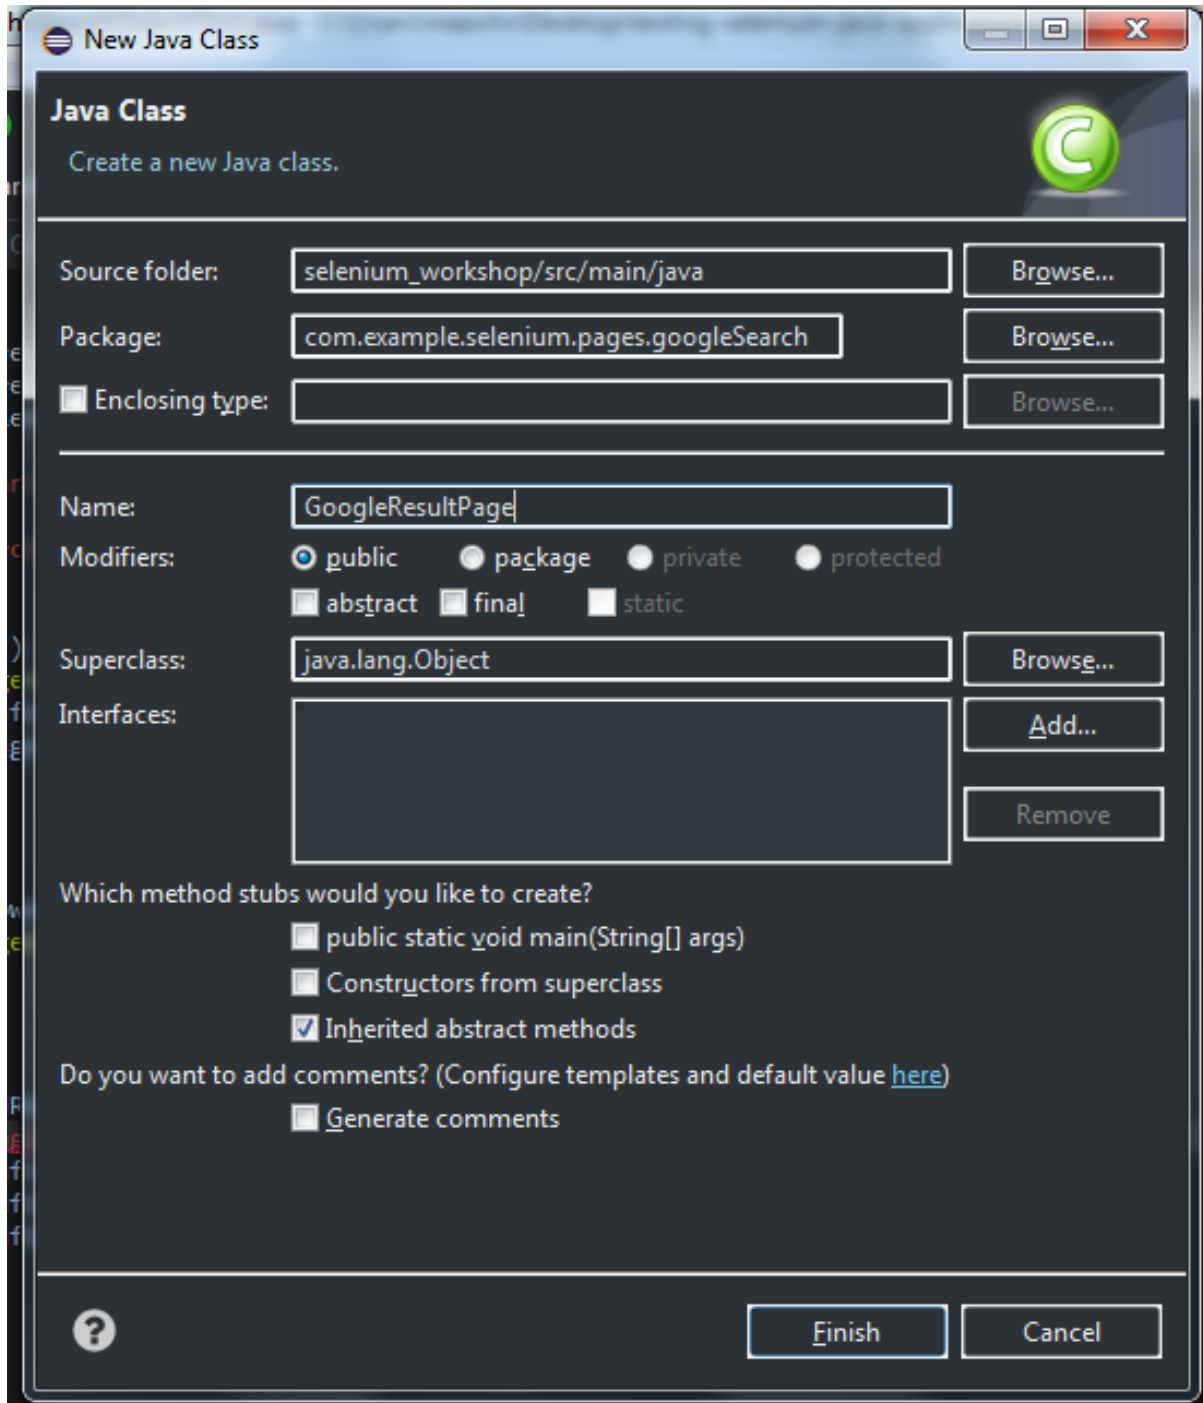 New Java Class
Java Class
Create a new Java class.
Source folder: selenium_workshop/src/main/java Browse...
Package: com.example.selenium.pages.googleSearch Browse...
Enclosing type: Browse...
Name: GoogleResultPage
Modifiers: public package private protected
abstract final static
Superclass: java.lang.Object Browse...
Interfaces: Add...
Remove
Which method stubs would you like to create?
public static void main(String[] args)
Constructors from superclass
Inherited abstract methods
Do you want to add comments? (Configure templates and default value here)
Generate comments
? Finish Cancel